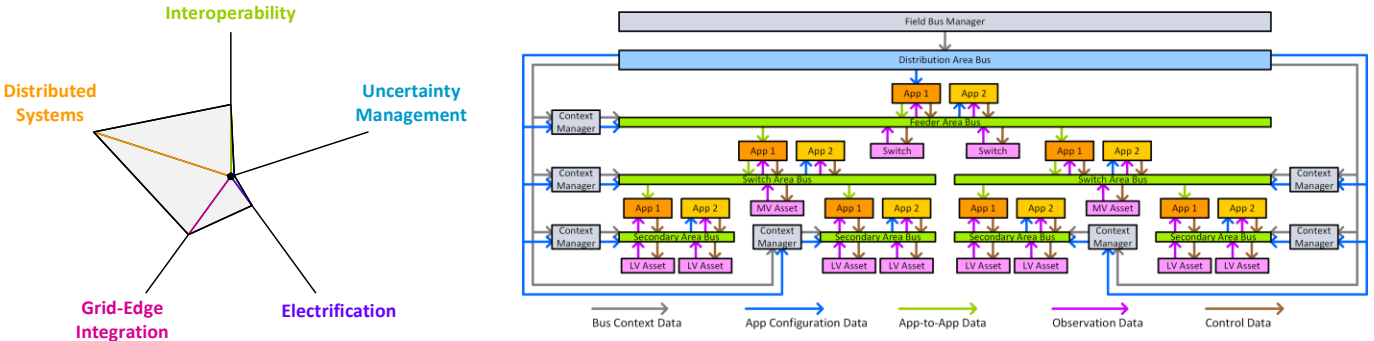 Interoperability
Distributed
Systems
Uncertainty
Management
Grid-Edge
Integration
Electrification
Field Bus Manager
Distribution Area Bus
App 1
App 2
Context
Manager
Feeder Area Bus
Switch
Switch
App 1
App 2
App 1
App 2
Context
Manager
Switch Area Bus
Switch Area Bus
Context
Manager
MV Asset
MV Asset
App 1
App 2
App 1
App 2
App 1
App 2
App 1
App 2
Context
Manager
Secondary Area Bus
Context
Manager
Secondary Area Bus
Secondary Area Bus
Context
Manager
Secondary Area Bus
Context
Manager
LV Asset
LV Asset
LV Asset
LV Asset
LV Asset
LV Asset
LV Asset
LV Asset
Bus Context Data
App Configuration Data
App-to-App Data
Observation Data
Control Data